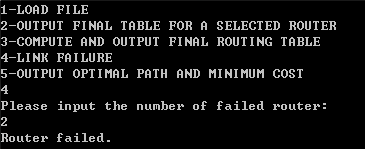 1-LOAD FILE
2-OUTPUT FINAL TABLE FOR A SELECTED ROUTER
3-COMPUTE AND OUTPUT FINAL ROUTING TABLE
4-LINK FAILURE
5-OUTPUT OPTIMAL PATH AND MINIMUM COST
4
Please input the number of failed router:
2
Router failed.